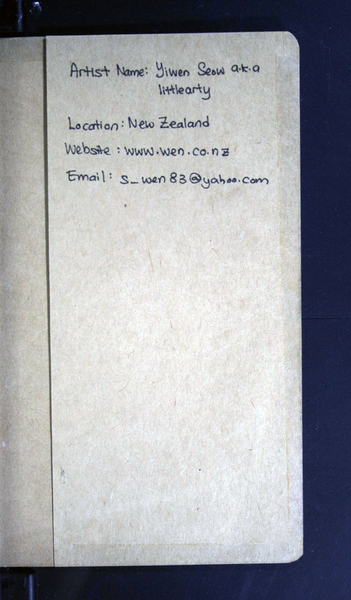 Artist Name: Yiwen Seow a.k.a
littlearty
Location: New Zealand
Website: www.wen.co.nz
Email: s_wen83@yahoo.com